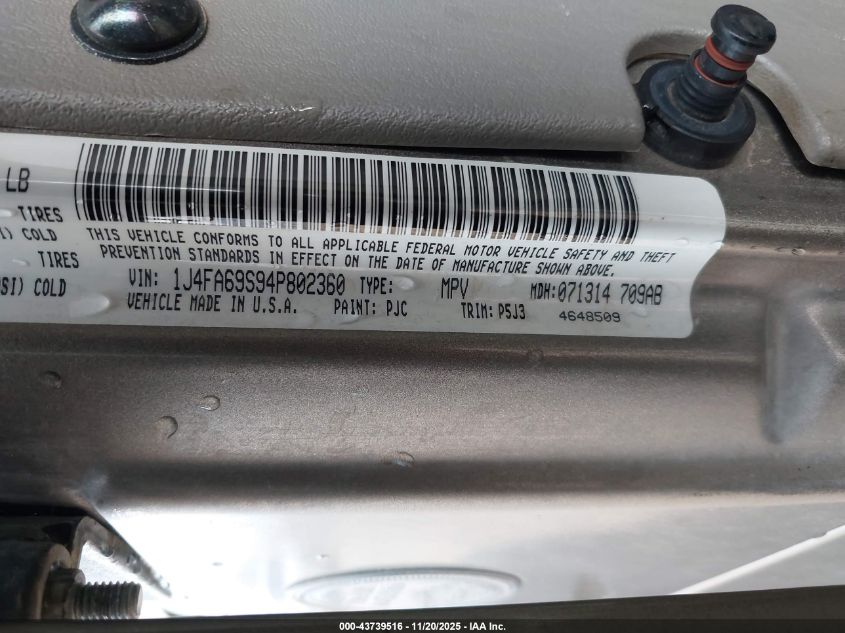 LB
TIRES
I) COLD
TIRES
SI) COLD
THIS VEHICLE CONFORMS TO ALL APPLICABLE FEDERAL MOTOR VEHICLE SAFETY AND THEFT
PREVENTION STANDARDS IN EFFECT ON THE DATE OF MANUFACTURE SHOWN ABOVE.
VIN: 1J4FA69S94P802360 TYPE: MPV MDH:071314 709AB
VEHICLE MADE IN U.S.A. PAINT: PJC TRIM: P5J3 4648509
000-43739516 - 11/20/2025 - IAA Inc.